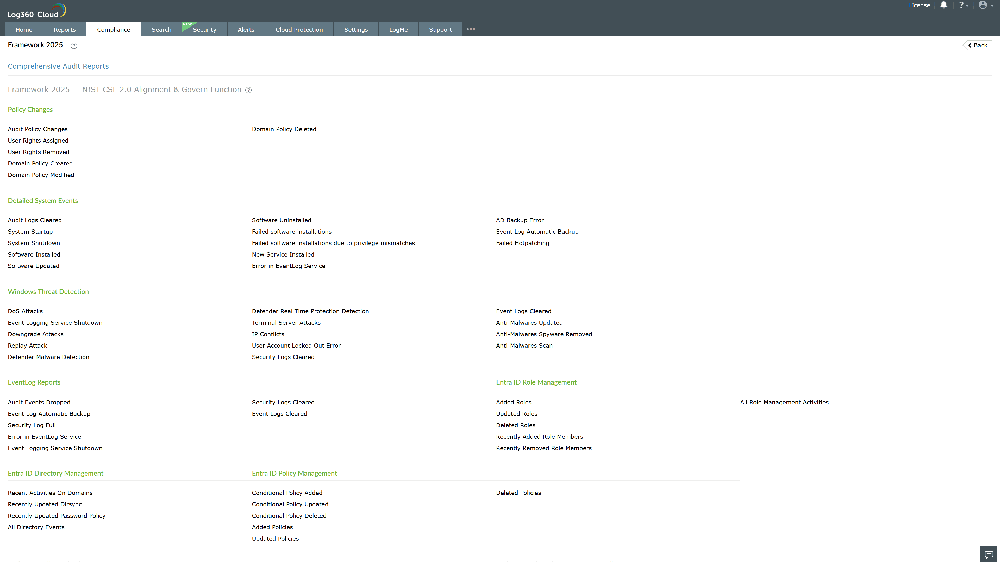 Log360 Cloud
License
Home
Reports
Compliance
Search
NEW
Security
Alerts
Cloud Protection
Settings
LogMe
Support
Framework 2025
Back
Comprehensive Audit Reports
Framework 2025 — NIST CSF 2.0 Alignment & Govern Function
Policy Changes
Audit Policy Changes
User Rights Assigned
User Rights Removed
Domain Policy Created
Domain Policy Modified
Domain Policy Deleted
Detailed System Events
Audit Logs Cleared
System Startup
System Shutdown
Software Installed
Software Updated
Software Uninstalled
Failed software installations
Failed software installations due to privilege mismatches
New Service Installed
Error in EventLog Service
AD Backup Error
Event Log Automatic Backup
Failed Hotpatching
Windows Threat Detection
DoS Attacks
Event Logging Service Shutdown
Downgrade Attacks
Replay Attack
Defender Malware Detection
Defender Real Time Protection Detection
Terminal Server Attacks
IP Conflicts
User Account Locked Out Error
Security Logs Cleared
Event Logs Cleared
Anti-Malwares Updated
Anti-Malwares Spyware Removed
Anti-Malwares Scan
EventLog Reports
Audit Events Dropped
Event Log Automatic Backup
Security Log Full
Error in EventLog Service
Event Logging Service Shutdown
Security Logs Cleared
Event Logs Cleared
Entra ID Role Management
Added Roles
Updated Roles
Deleted Roles
Recently Added Role Members
Recently Removed Role Members
All Role Management Activities
Entra ID Directory Management
Recent Activities On Domains
Recently Updated Dirsync
Recently Updated Password Policy
All Directory Events
Entra ID Policy Management
Conditional Policy Added
Conditional Policy Updated
Conditional Policy Deleted
Added Policies
Updated Policies
Deleted Policies